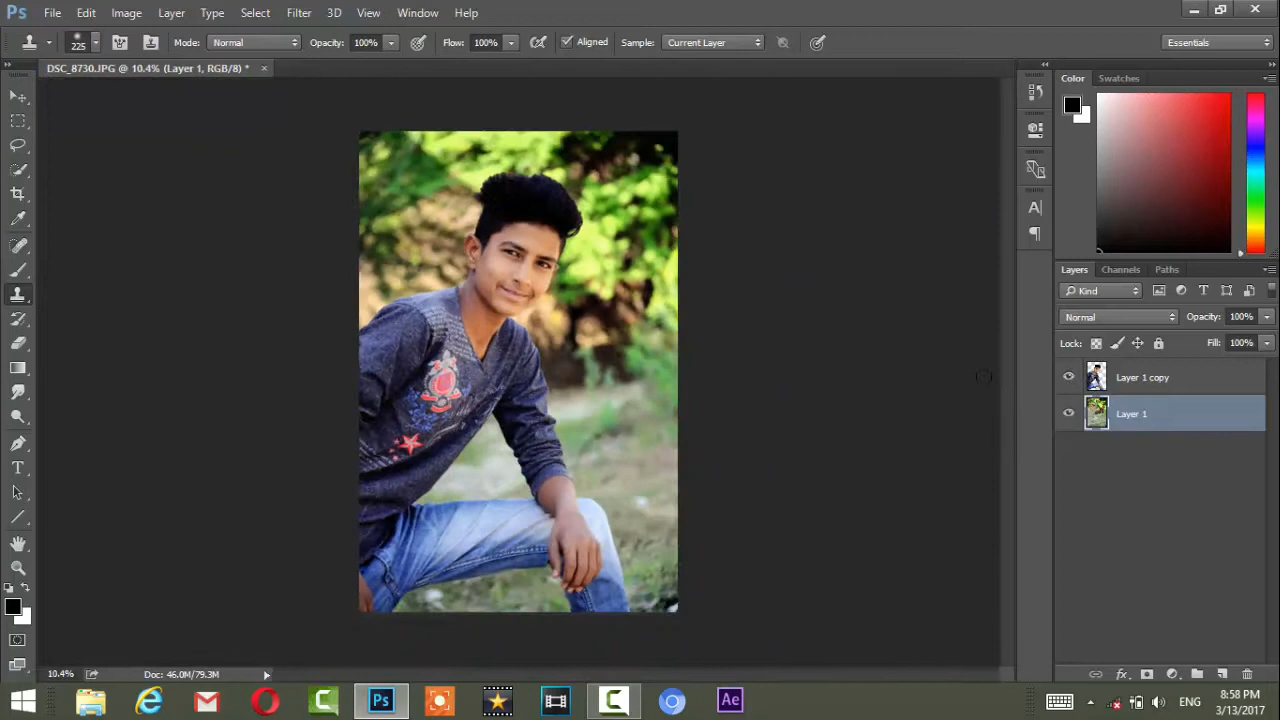 Ps File Edit Image Layer Type Select Filter 3D View Window Help
225 Mode: Normal Opacity: 100% Flow: 100% Aligned Sample: Current Layer Essentials
DSC_8730.JPG @ 10.4% (Layer 1, RGB/8) *
Color Swatches
Layers Channels Paths
Kind
Normal Opacity: 100%
Lock: Fill: 100%
Layer 1 copy
Layer 1
10.4% Doc: 46.0M/79.3M
Ps Ae ENG 8:58 PM
3/13/2017